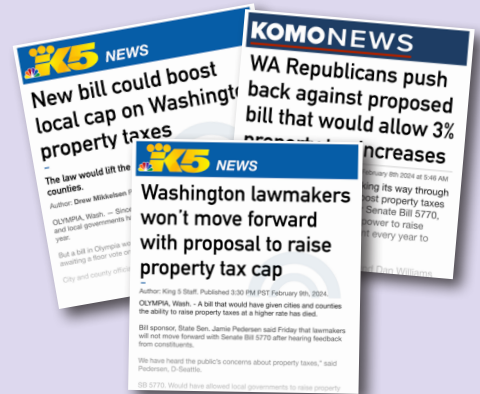 K5 NEWS
New bill could boost
local cap on
property taxes
The law would lift the
counties.
Author: Drew Mikkelsen
OLYMPIA, Wash. — Since
and local governments
year.
But a bill in Olympia
awaiting a floor vote
City and county
KOMONEWS
WA Republicans push
back against proposed
bill that would allow 3%
increases
February 8th 2024 at 5:46 AM
king its way through
ost property taxes
Senate Bill 5770,
power to raise
nt every year to
d Dan Williams
K5 NEWS
Washington lawmakers
won't move forward
with proposal to raise
property tax cap
Author: King 5 Staff. Published 3:30 PM PST February 9th, 2024.
OLYMPIA, Wash. - A bill that would have given cities and counties
the ability to raise property taxes at a higher rate has died.
Bill sponsor, State Sen. Jamie Pedersen said Friday that lawmakers
will not move forward with Senate Bill 5770 after hearing feedback
from constituents.
We have heard the public's concerns about property taxes," said
Pedersen, D-Seattle.
SB 5770, Would have allowed local governments to raise property